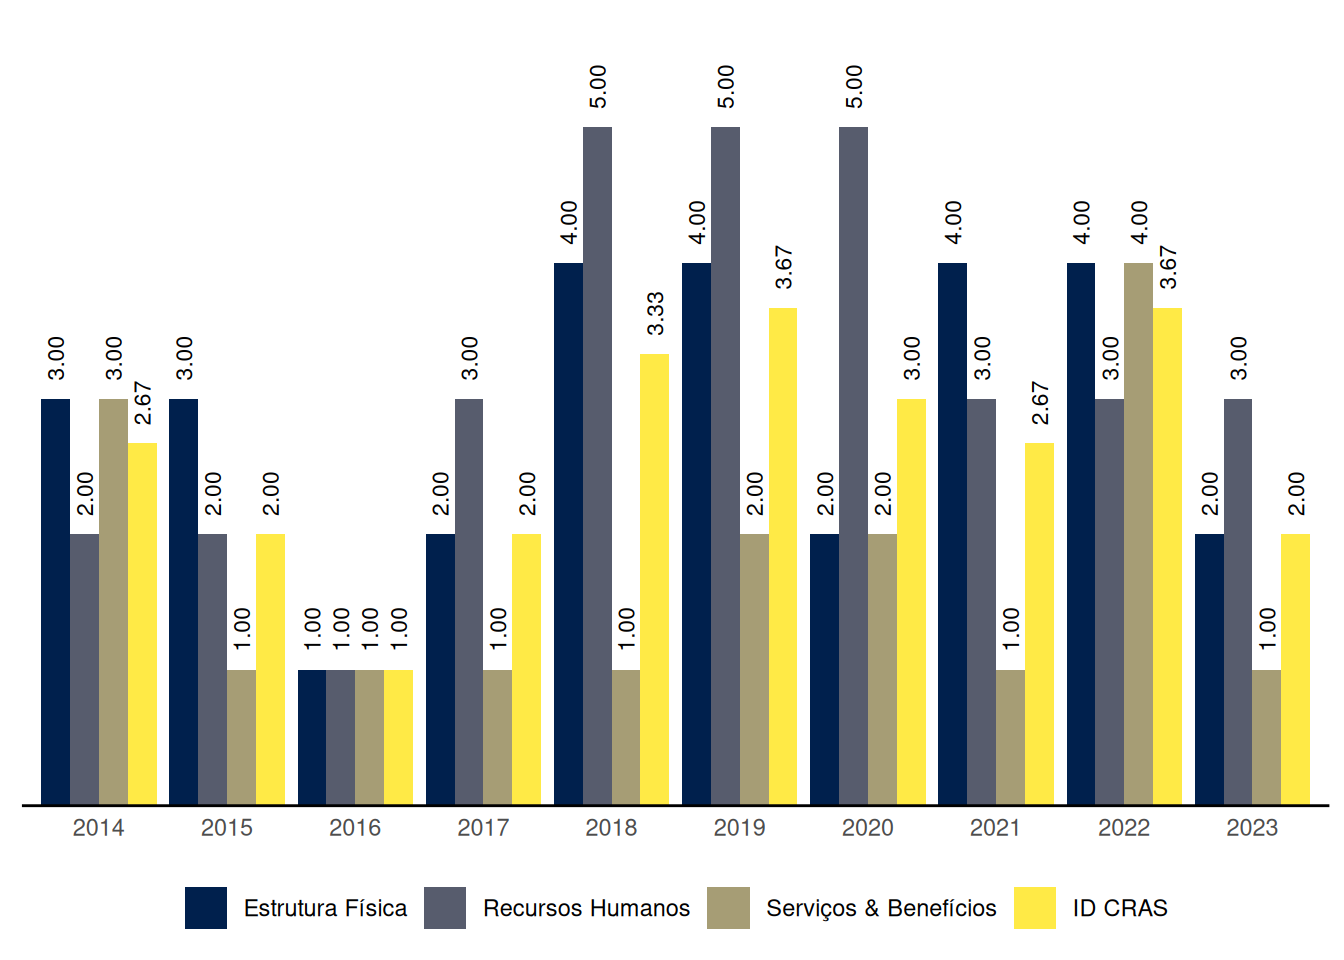 5.00 5.00 5.00
4.00 4.00 4.00 4.00 4.00
3.67 3.67
3.33
3.00 3.00 3.00 3.00 3.00 3.00 3.00 3.00
2.67 2.67
2.00 2.00 2.00 2.00 2.00 2.00 2.00 2.00 2.00 2.00
1.00 1.00 1.00 1.00 1.00 1.00 1.00 1.00 1.00
2014 2015 2016 2017 2018 2019 2020 2021 2022 2023
Estrutura Física Recursos Humanos Serviços & Benefícios ID CRAS